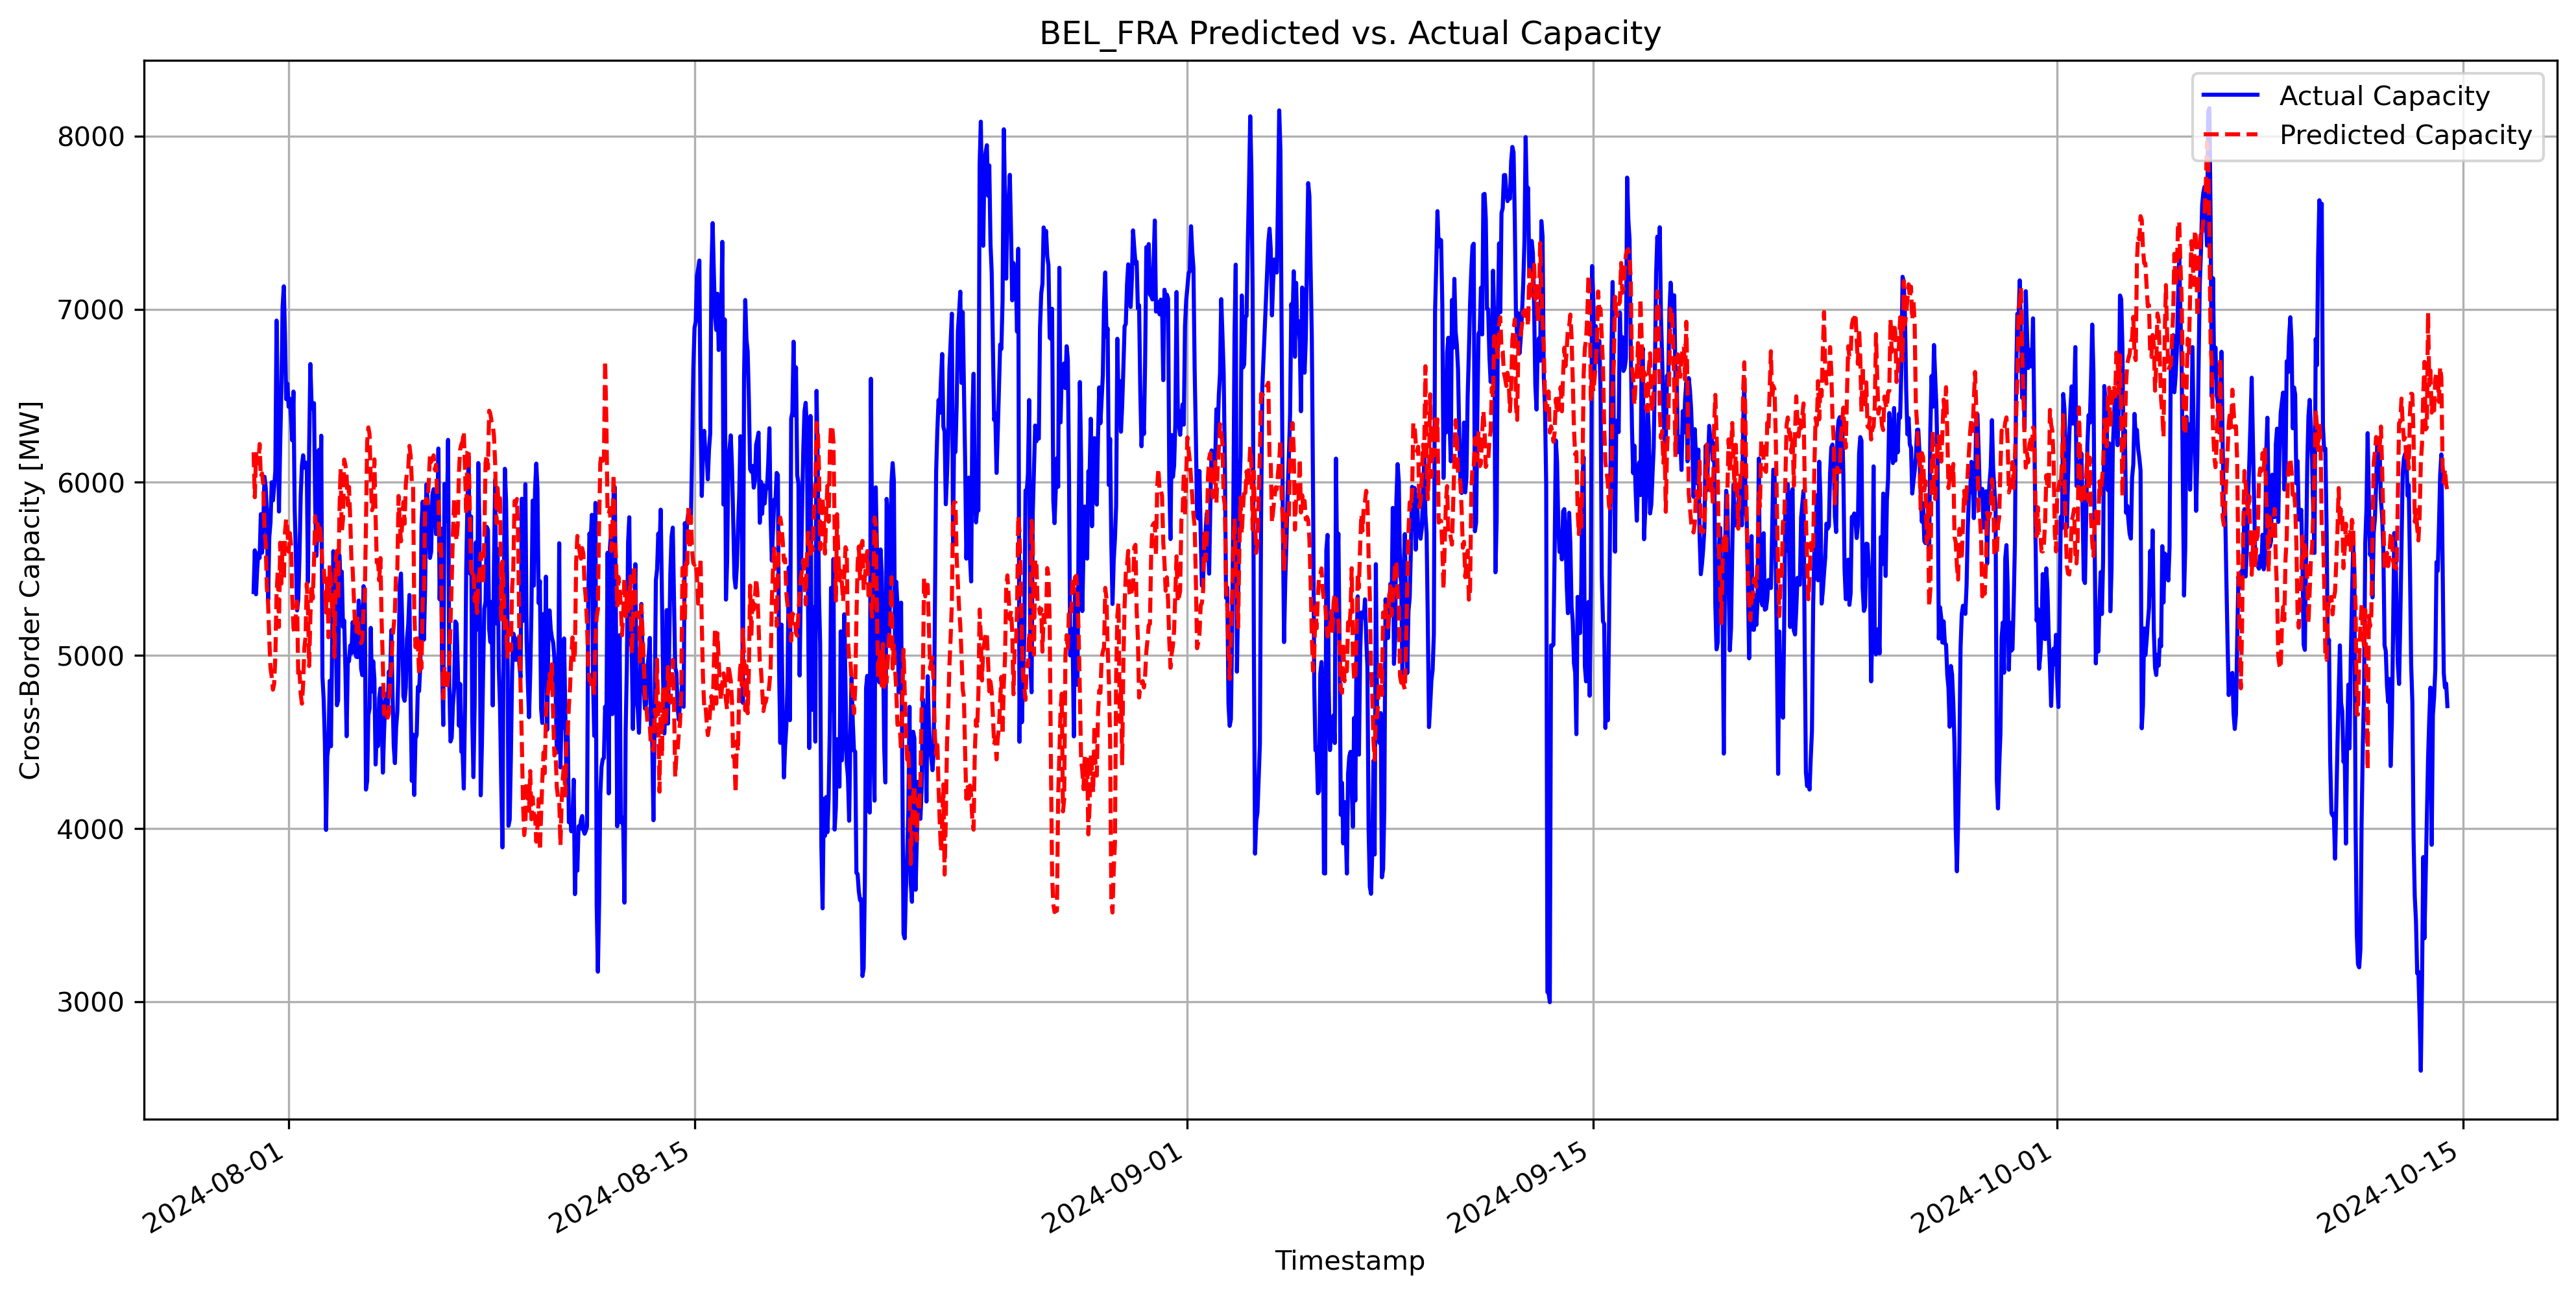 BEL_FRA Predicted vs. Actual Capacity
Actual Capacity
Predicted Capacity
Cross-Border Capacity [MW]
8000
7000
6000
5000
4000
3000
2024-08-01
2024-08-15
2024-09-01
2024-09-15
2024-10-01
2024-10-15
Timestamp